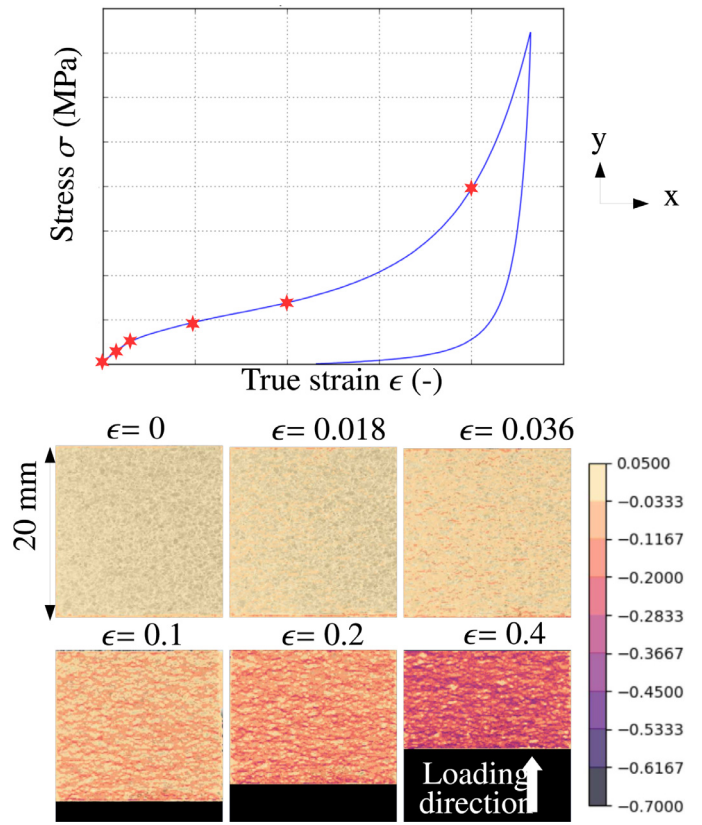 Stress σ (MPa)
y
x
True strain ϵ (-)
ϵ= 0
ϵ= 0.018
ϵ= 0.036
20 mm
ϵ= 0.1
ϵ= 0.2
ϵ= 0.4
Loading
direction
0.0500
−0.0333
−0.1167
−0.2000
−0.2833
−0.3667
−0.4500
−0.5333
−0.6167
−0.7000